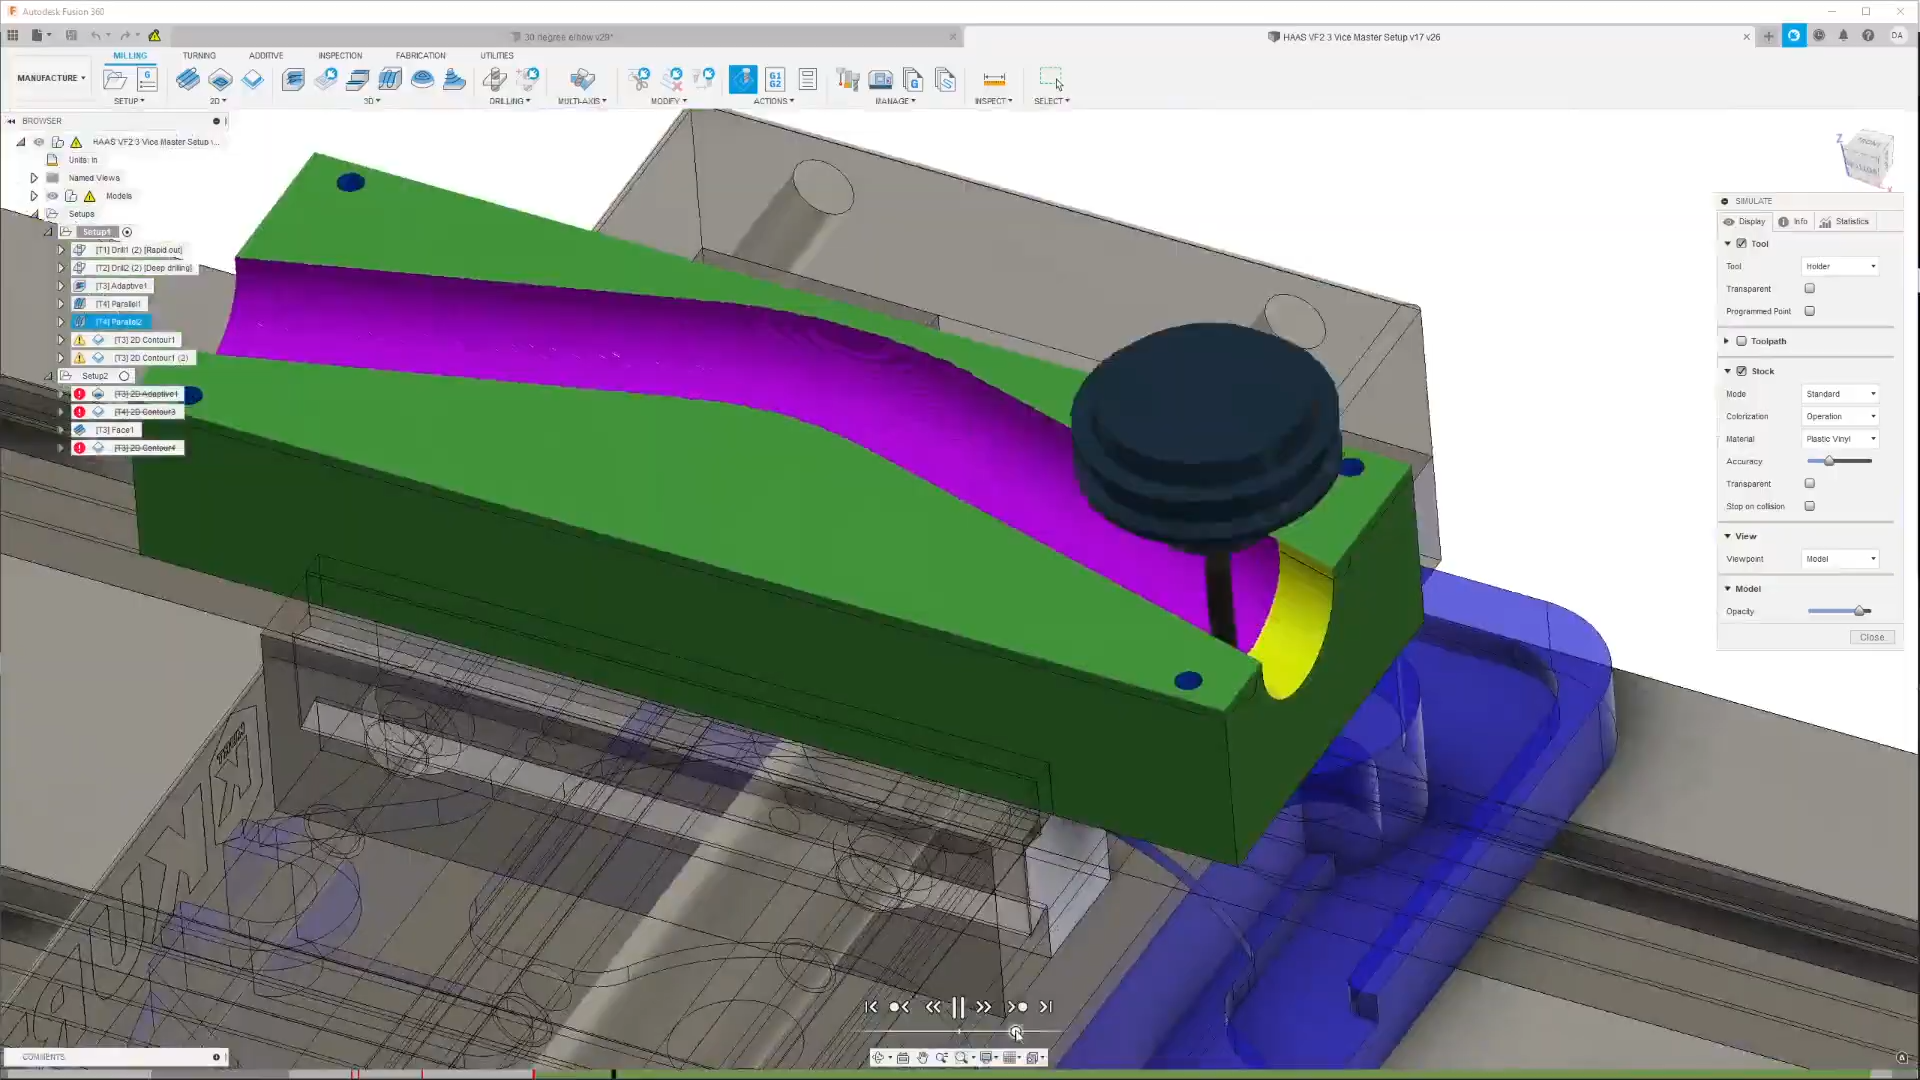 Autodesk Fusion 360
30 degree elbow v29*
HAAS VF2 3 Vice Master Setup v17 v26
DA
MILLING
TURNING
ADDITIVE
INSPECTION
FABRICATION
UTILITIES
MANUFACTURE
G
G1
G2
G
SETUP
2D
3D
DRILLING
MULTI-AXIS
MODIFY
ACTIONS
MANAGE
INSPECT
SELECT
BROWSER
HAAS VF2 3 Vice Master Setup v...
Units: in
Named Views
Models
Setups
Setup1
[T1] Drill1 (2) [Rapid out]
[T2] Drill2 (2) [Deep drilling]
[T3] Adaptive1
[T4] Parallel1
[T4] Parallel2
[T3] 2D Contour1
[T3] 2D Contour1 (2)
Setup2
[T3] 2D Adaptive1
[T4] 2D Contour3
[T3] Face1
[T3] 2D Contour4
Z
SIMULATE
Display
Info
Statistics
Tool
Tool
Holder
Transparent
Programmed Point
Toolpath
Stock
Mode
Standard
Colorization
Operation
Material
Plastic Vinyl
Accuracy
Transparent
Stop on collision
View
Viewpoint
Model
Model
Opacity
Close
COMMENTS